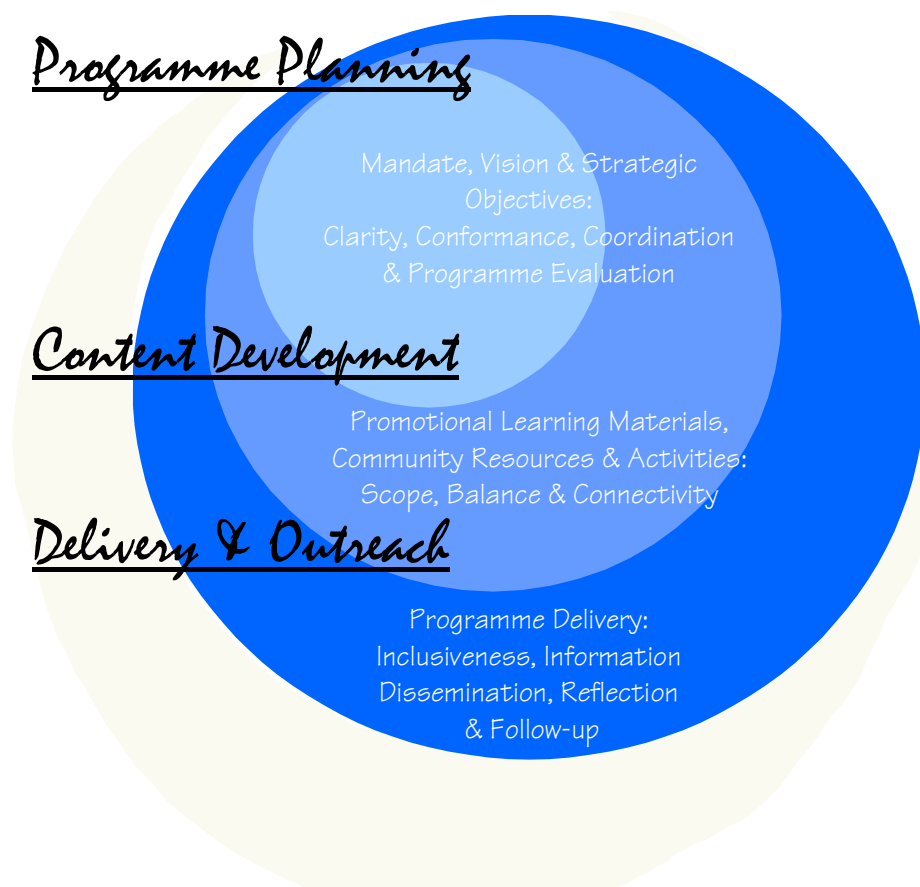 Programme Planning
Mandate, Vision & Strategic
Objectives:
Clarity, Conformance, Coordination
& Programme Evaluation
Content Development
Promotional Learning Materials,
Community Resources & Activities:
Scope, Balance & Connectivity
Delivery & Outreach
Programme Delivery:
Inclusiveness, Information
Dissemination, Reflection
& Follow-up